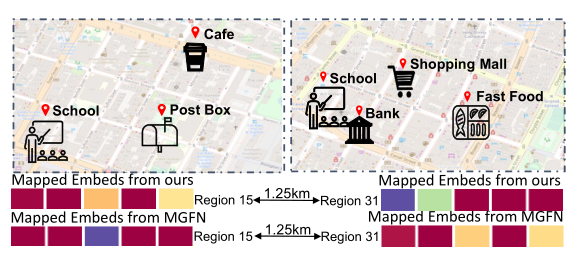 Cafe
School
Post Box
School
Shopping Mall
Bank
Fast Food
Mapped Embeds from ours
Mapped Embeds from ours
Region 15
1.25km
Region 31
Mapped Embeds from MGFN
Mapped Embeds from MGFN
Region 15
1.25km
Region 31